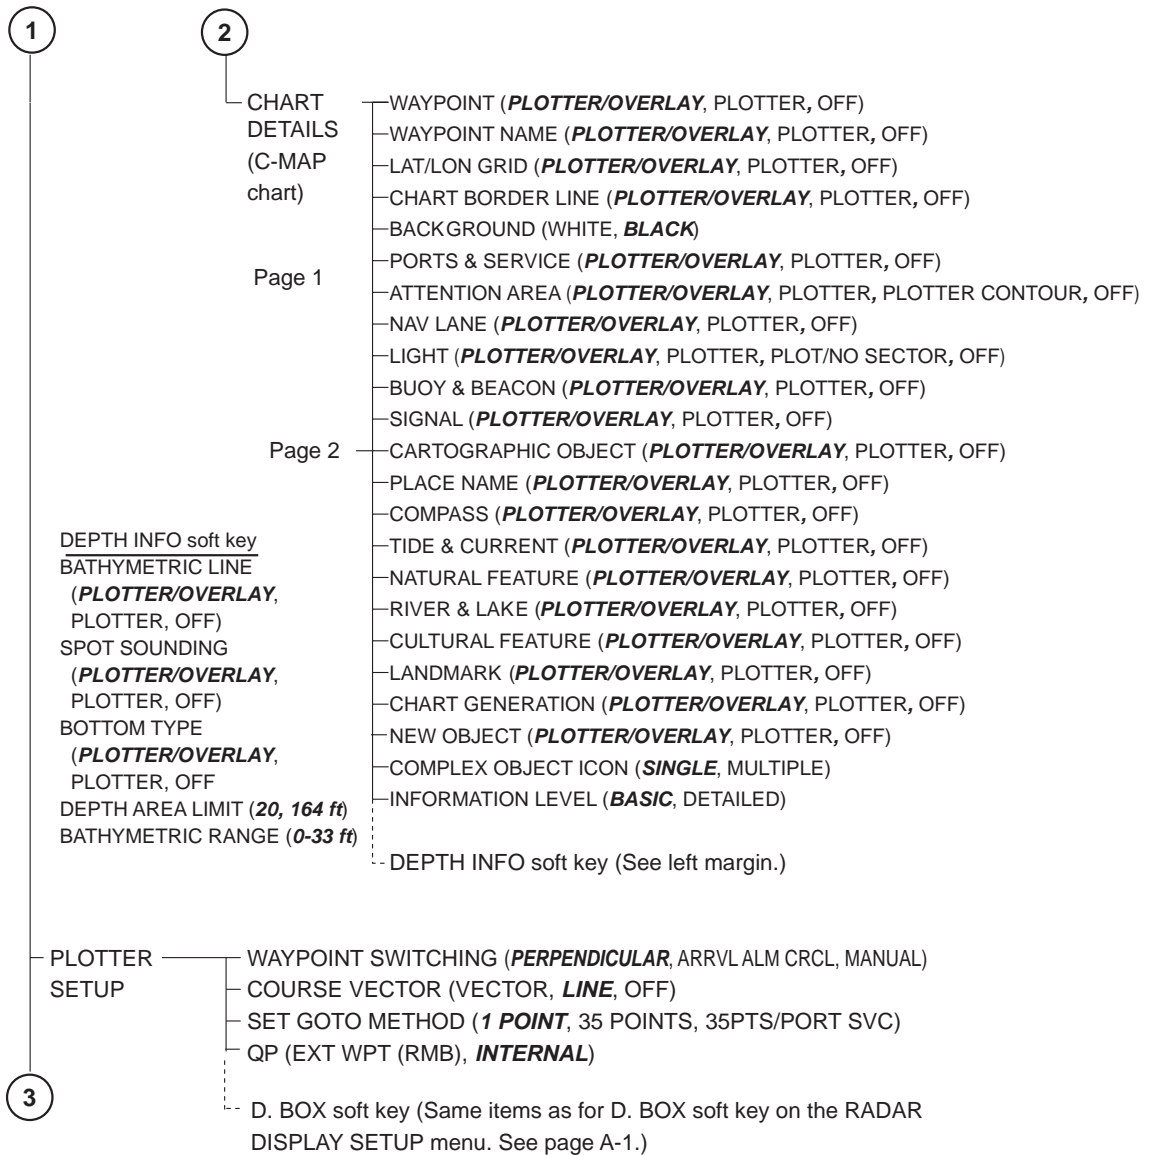 1
2
CHART
DETAILS
(C-MAP
chart)
Page 1
WAYPOINT (PLOTTER/OVERLAY, PLOTTER, OFF)
WAYPOINT NAME (PLOTTER/OVERLAY, PLOTTER, OFF)
LAT/LON GRID (PLOTTER/OVERLAY, PLOTTER, OFF)
CHART BORDER LINE (PLOTTER/OVERLAY, PLOTTER, OFF)
BACKGROUND (WHITE, BLACK)
PORTS & SERVICE (PLOTTER/OVERLAY, PLOTTER, OFF)
ATTENTION AREA (PLOTTER/OVERLAY, PLOTTER, PLOTTER CONTOUR, OFF)
NAV LANE (PLOTTER/OVERLAY, PLOTTER, OFF)
LIGHT (PLOTTER/OVERLAY, PLOTTER, PLOT/NO SECTOR, OFF)
BUOY & BEACON (PLOTTER/OVERLAY, PLOTTER, OFF)
SIGNAL (PLOTTER/OVERLAY, PLOTTER, OFF)
Page 2
CARTOGRAPHIC OBJECT (PLOTTER/OVERLAY, PLOTTER, OFF)
PLACE NAME (PLOTTER/OVERLAY, PLOTTER, OFF)
COMPASS (PLOTTER/OVERLAY, PLOTTER, OFF)
TIDE & CURRENT (PLOTTER/OVERLAY, PLOTTER, OFF)
NATURAL FEATURE (PLOTTER/OVERLAY, PLOTTER, OFF)
RIVER & LAKE (PLOTTER/OVERLAY, PLOTTER, OFF)
CULTURAL FEATURE (PLOTTER/OVERLAY, PLOTTER, OFF)
LANDMARK (PLOTTER/OVERLAY, PLOTTER, OFF)
CHART GENERATION (PLOTTER/OVERLAY, PLOTTER, OFF)
NEW OBJECT (PLOTTER/OVERLAY, PLOTTER, OFF)
COMPLEX OBJECT ICON (SINGLE, MULTIPLE)
INFORMATION LEVEL (BASIC, DETAILED)
DEPTH INFO soft key (See left margin.)
DEPTH INFO soft key
BATHYMETRIC LINE
(PLOTTER/OVERLAY,
PLOTTER, OFF)
SPOT SOUNDING
(PLOTTER/OVERLAY,
PLOTTER, OFF)
BOTTOM TYPE
(PLOTTER/OVERLAY,
PLOTTER, OFF
DEPTH AREA LIMIT (20, 164 ft)
BATHYMETRIC RANGE (0-33 ft)
PLOTTER
SETUP
WAYPOINT SWITCHING (PERPENDICULAR, ARRVL ALM CRCL, MANUAL)
COURSE VECTOR (VECTOR, LINE, OFF)
SET GOTO METHOD (1 POINT, 35 POINTS, 35PTS/PORT SVC)
QP (EXT WPT (RMB), INTERNAL)
D. BOX soft key (Same items as for D. BOX soft key on the RADAR
DISPLAY SETUP menu. See page A-1.)
3